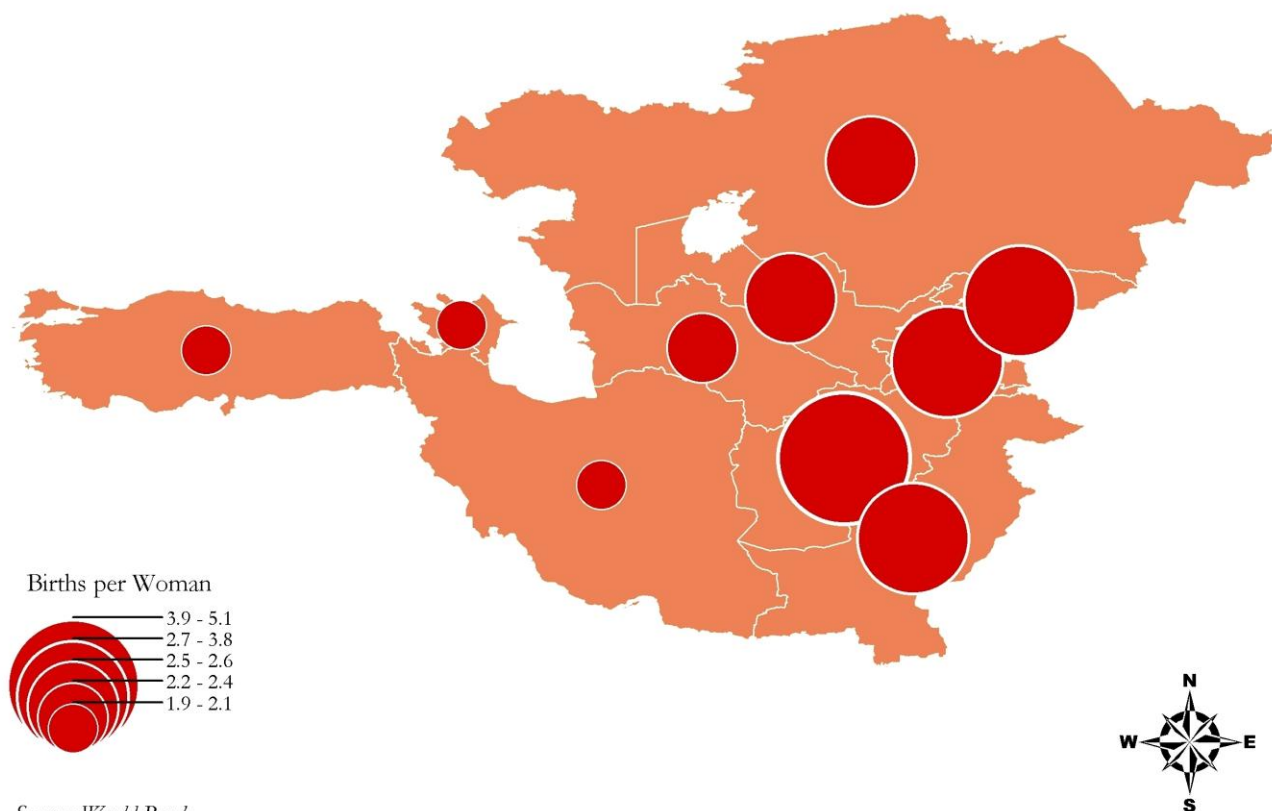 Births per Woman
3.9 - 5.1
2.7 - 3.8
2.5 - 2.6
2.2 - 2.4
1.9 - 2.1
N
W E
S